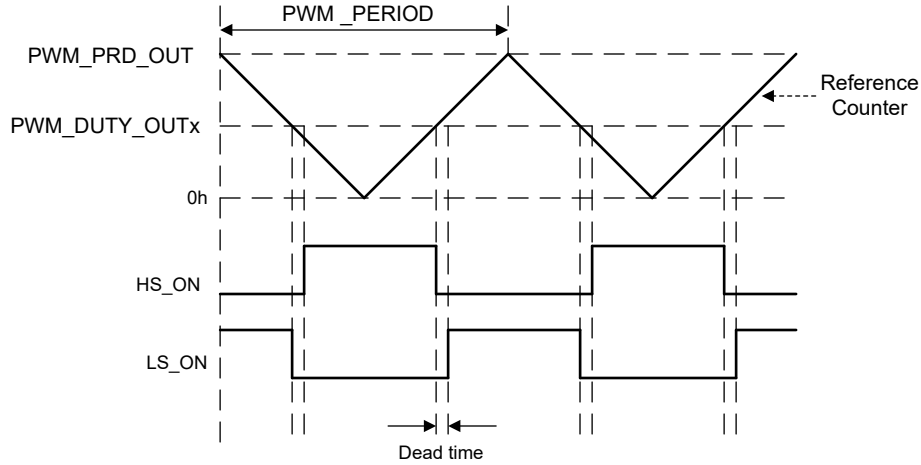 PWM _PERIOD
PWM_PRD_OUT
Reference
Counter
PWM_DUTY_OUTx
0h
HS_ON
LS_ON
Dead time